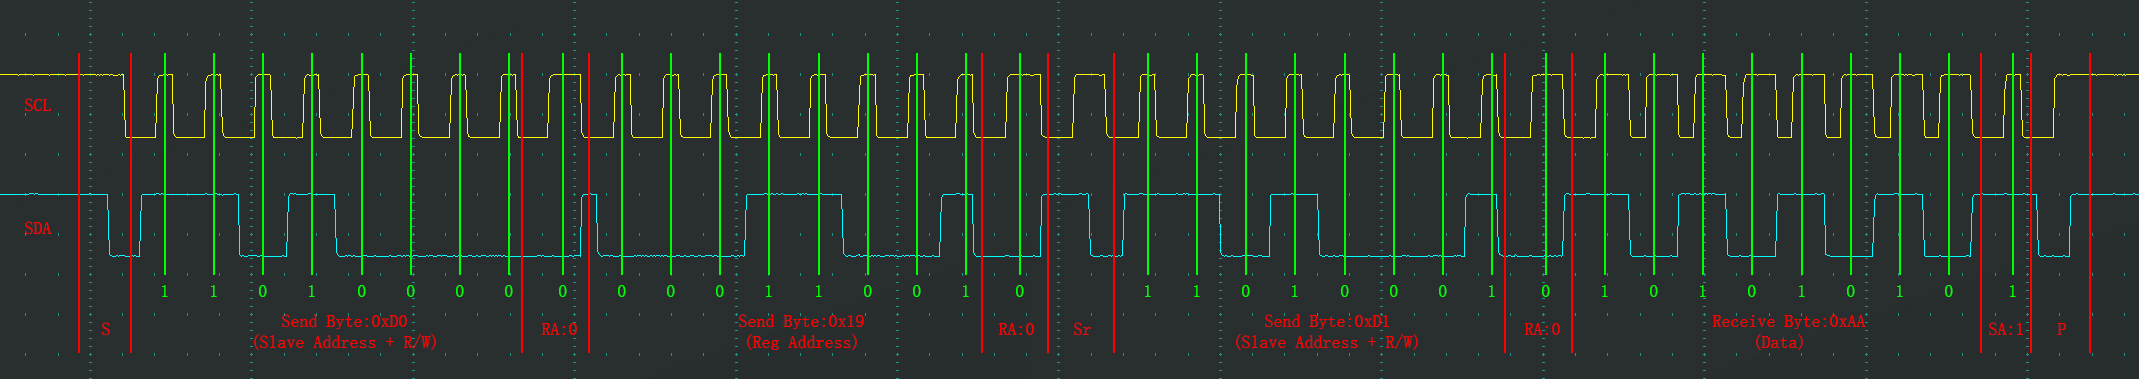 SCL
SDA
1 1 0 1 0 0 0 0 0 0 0 0 1 1 0 0 1 0 1 1 0 1 0 0 0 1 0 1 0 1 0 1 0 1 0 1
S Send Byte:0xD0 RA:0 Send Byte:0x19 RA:0 Sr Send Byte:0xD1 RA:0 Receive Byte:0xAA SA:1 P
(Slave Address + R/W) (Reg Address) (Slave Address + R/W) (Data)